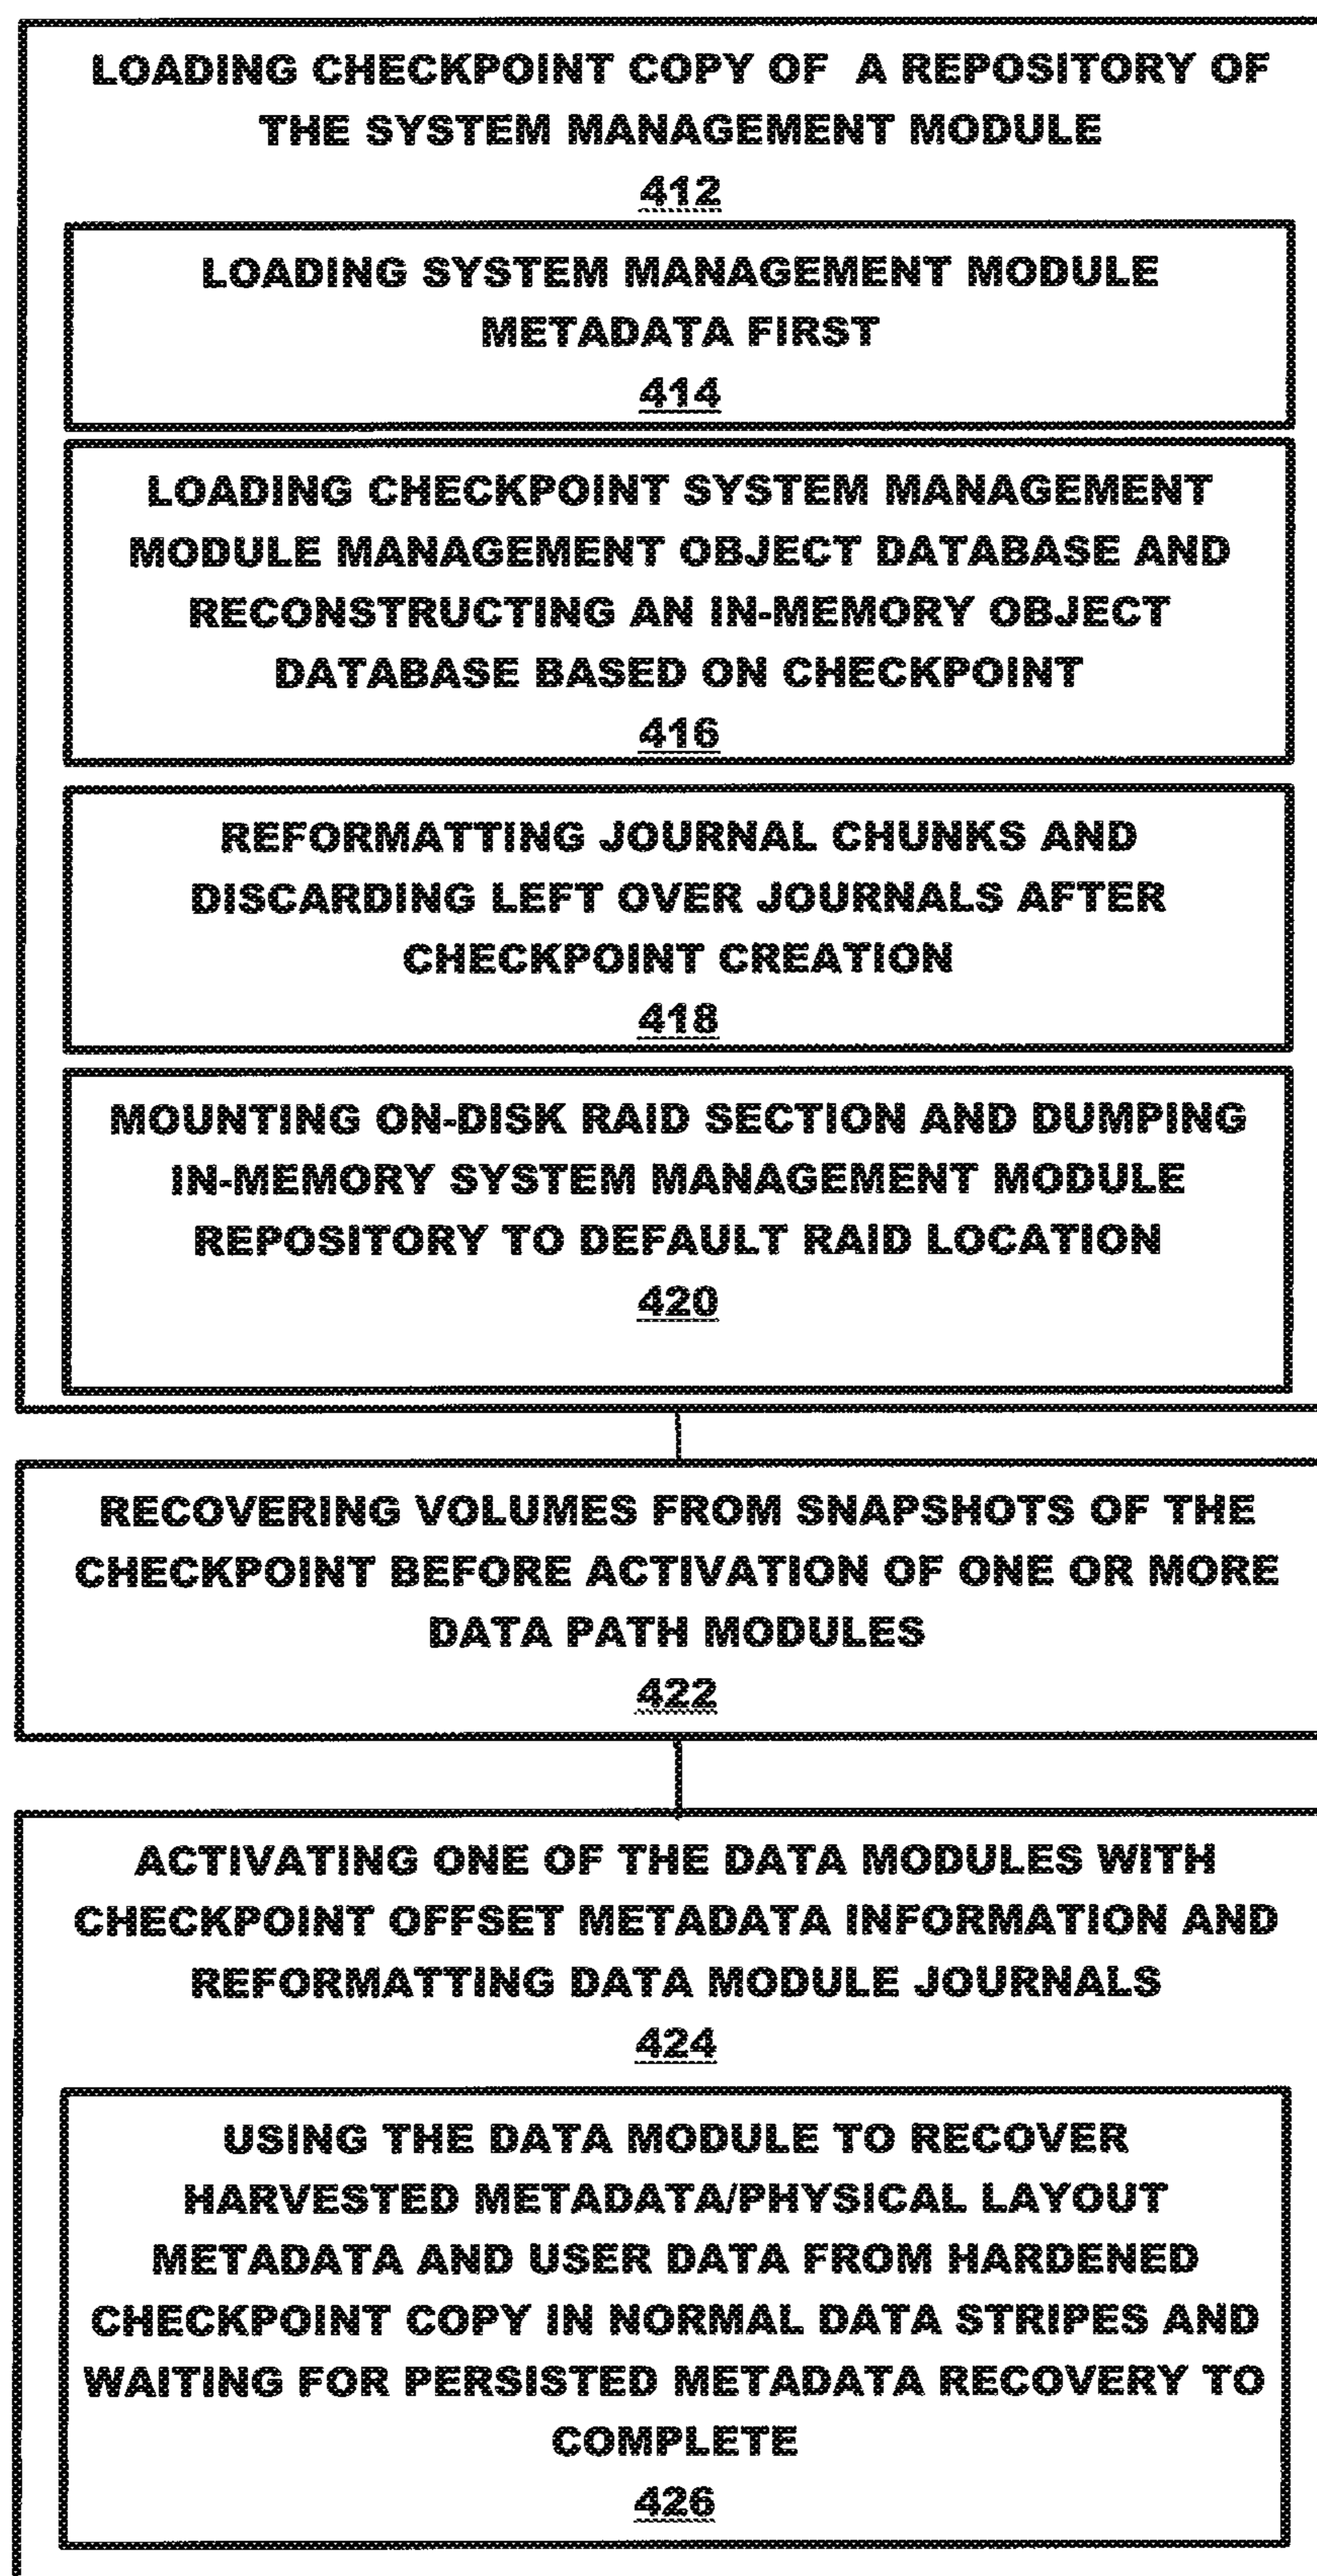 LOADING CHECKPOINT COPY OF A REPOSITORY OF
THE SYSTEM MANAGEMENT MODULE
412
LOADING SYSTEM MANAGEMENT MODULE
METADATA FIRST
414
LOADING CHECKPOINT SYSTEM MANAGEMENT
MODULE MANAGEMENT OBJECT DATABASE AND
RECONSTRUCTING AN IN-MEMORY OBJECT
DATABASE BASED ON CHECKPOINT
416
REFORMATTING JOURNAL CHUNKS AND
DISCARDING LEFT OVER JOURNALS AFTER
CHECKPOINT CREATION
418
MOUNTING ON-DISK RAID SECTION AND DUMPING
IN-MEMORY SYSTEM MANAGEMENT MODULE
REPOSITORY TO DEFAULT RAID LOCATION
420
RECOVERING VOLUMES FROM SNAPSHOTS OF THE
CHECKPOINT BEFORE ACTIVATION OF ONE OR MORE
DATA PATH MODULES
422
ACTIVATING ONE OF THE DATA MODULES WITH
CHECKPOINT OFFSET METADATA INFORMATION AND
REFORMATTING DATA MODULE JOURNALS
424
USING THE DATA MODULE TO RECOVER
HARVESTED METADATA/PHYSICAL LAYOUT
METADATA AND USER DATA FROM HARDENED
CHECKPOINT COPY IN NORMAL DATA STRIPES AND
WAITING FOR PERSISTED METADATA RECOVERY TO
COMPLETE
426